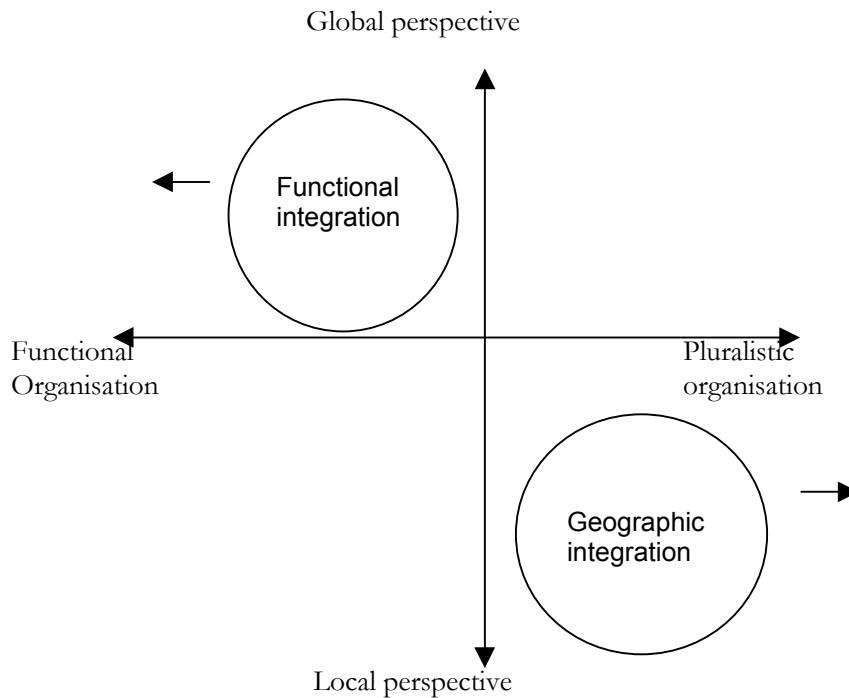 Global perspective
Functional
integration
Functional
Organisation
Pluralistic
organisation
Geographic
integration
Local perspective